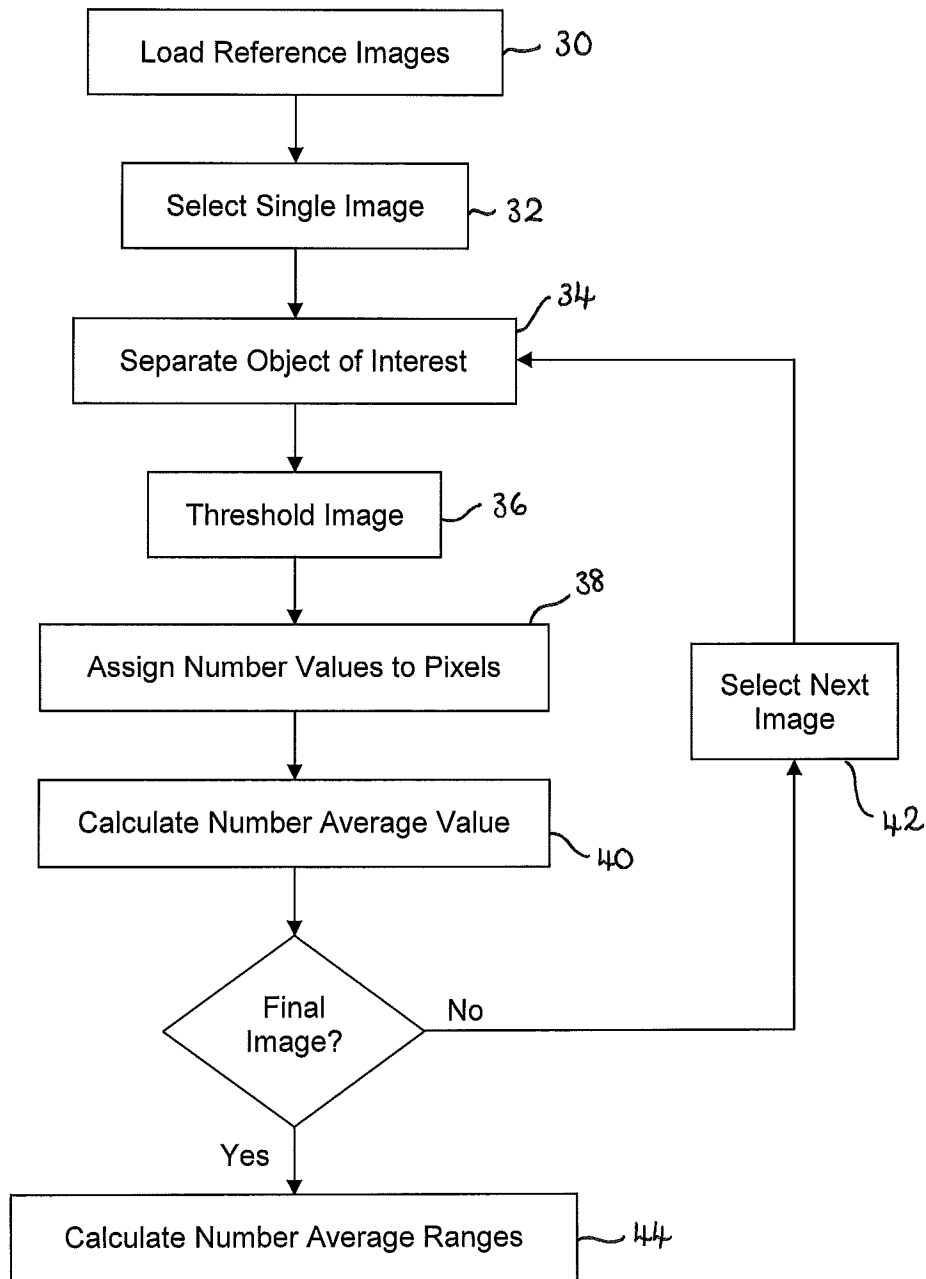 Load Reference Images
30
Select Single Image
32
34
Separate Object of Interest
Threshold Image
36
38
Assign Number Values to Pixels
Select Next
Image
42
Calculate Number Average Value
40
Final
Image?
No
Yes
Calculate Number Average Ranges
44